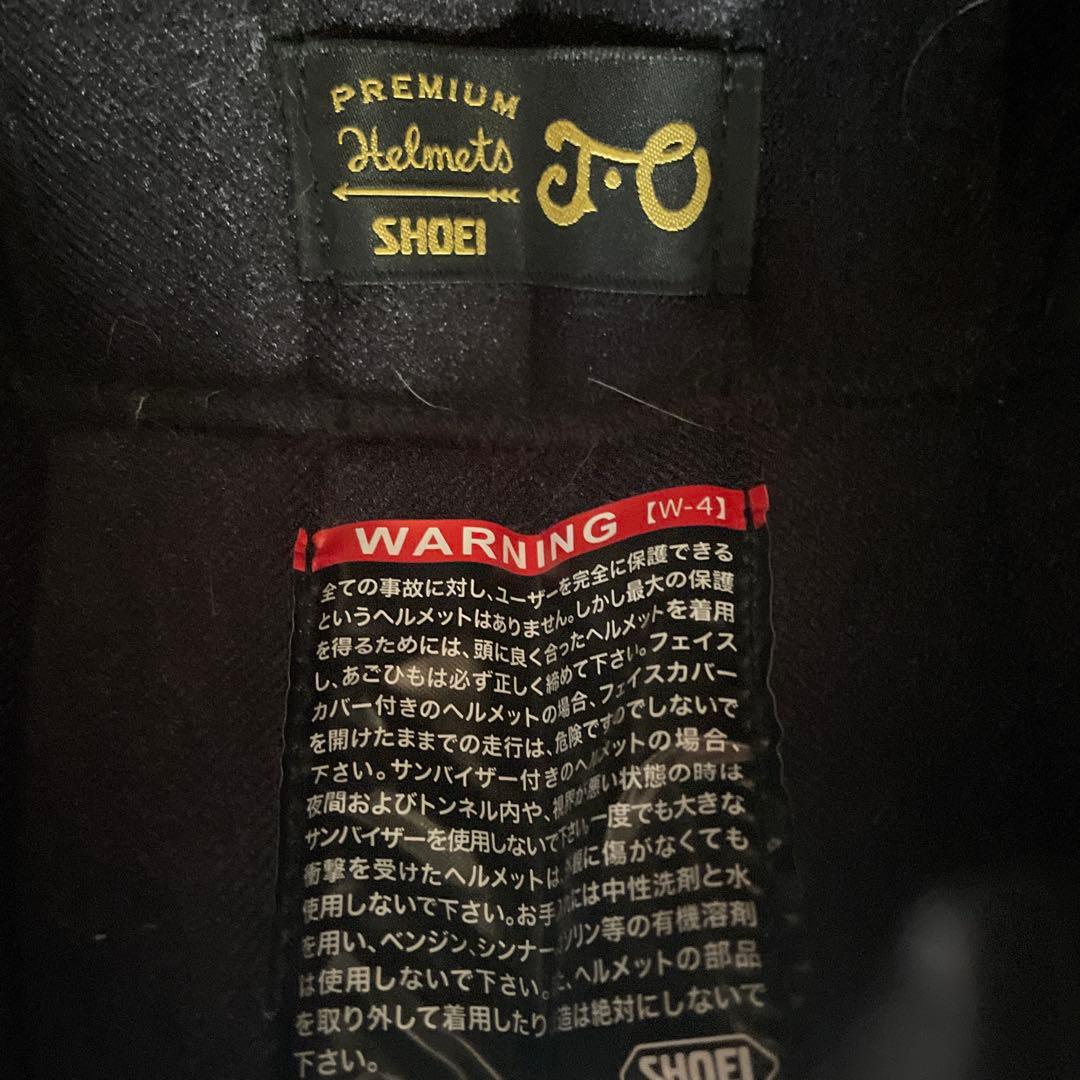 PREMIUM
Helmets
SHOEI
J·O
WARNING 【W-4】
全ての事故に対し、ユーザーを完全に保護できる
というヘルメットはありません。しかし最大の保護
を得るためには、頭に良く合ったヘルメットを着用
し、あごひもは必ず正しく締めて下さい。フェイス
カバー付きのヘルメットの場合、フェイスカバー
を開けたままでの走行は、危険ですのでしないで
下さい。サンバイザー付きのヘルメットの場合、
夜間およびトンネル内や、視界が悪い状態の時は
サンバイザーを使用しないで下さい。一度でも大きな
衝撃を受けたヘルメットは、に傷がなくても
使用しないで下さい。お手には中性洗剤と水
を用い、ベンジン、シンナーソリン等の有機溶剤
は使用しないで下さい。、ヘルメットの部品
を取り外して着用したり造は絶対にしないで
下さい。
SHOEI